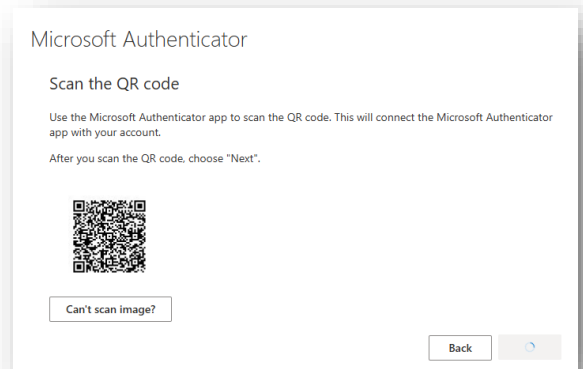 Microsoft Authenticator
Scan the QR code
Use the Microsoft Authenticator app to scan the QR code. This will connect the Microsoft Authenticator
app with your account.
After you scan the QR code, choose "Next".
Can't scan image?
Back